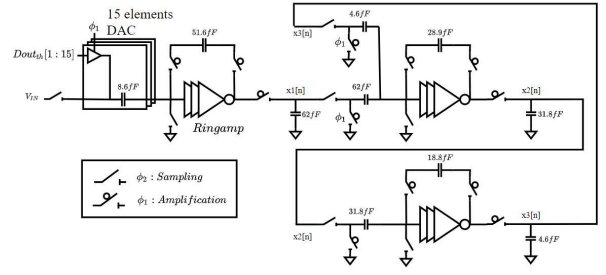 15 elements
DAC
ϕ₁
Dout_th[1 : 15]
V_IN
8.6fF
51.6fF
Ringamp
x1[n]
62fF
x3[n]
4.6fF
ϕ₁
62fF
ϕ₁
28.9fF
x2[n]
31.8fF
ϕ₂ : Sampling
ϕ₁ : Amplification
x2[n]
31.8fF
18.8fF
x3[n]
4.6fF